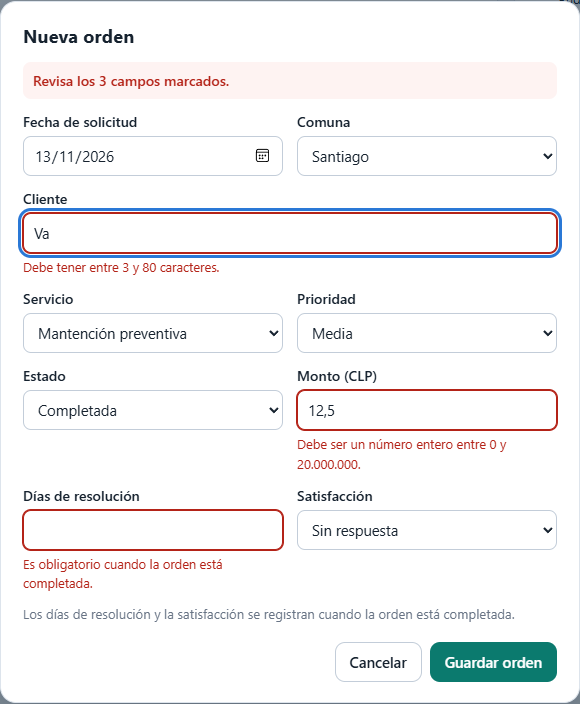 Nueva orden
Revisa los 3 campos marcados.
Fecha de solicitud
Comuna
13/11/2026
Santiago
Cliente
Va
Debe tener entre 3 y 80 caracteres.
Servicio
Prioridad
Mantención preventiva
Media
Estado
Monto (CLP)
Completada
12,5
Debe ser un número entero entre 0 y
20.000.000.
Días de resolución
Satisfacción
Sin respuesta
Es obligatorio cuando la orden está
completada.
Los días de resolución y la satisfacción se registran cuando la orden está completada.
Cancelar
Guardar orden